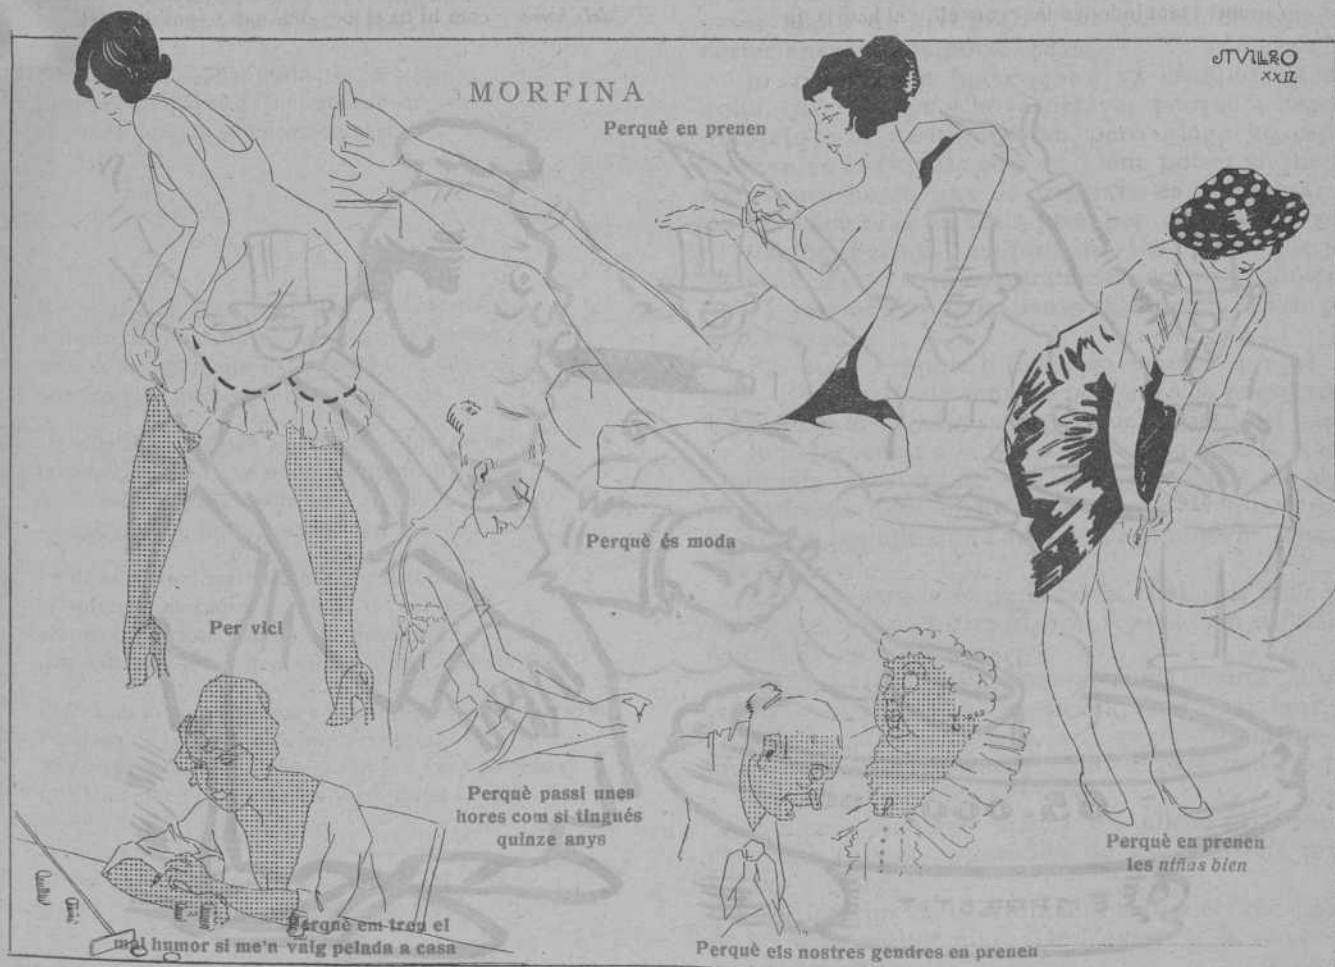 MORFINA
Perquè en prenen
Per vici
Perquè és moda
Perquè passi unes
hores com si tingués
quinze anys
Perquè em treu el
mal humor si me'n vaig pelada a casa
Perquè els nostres gendres en prenen
Perquè en prenen
les niñas bien
XXII